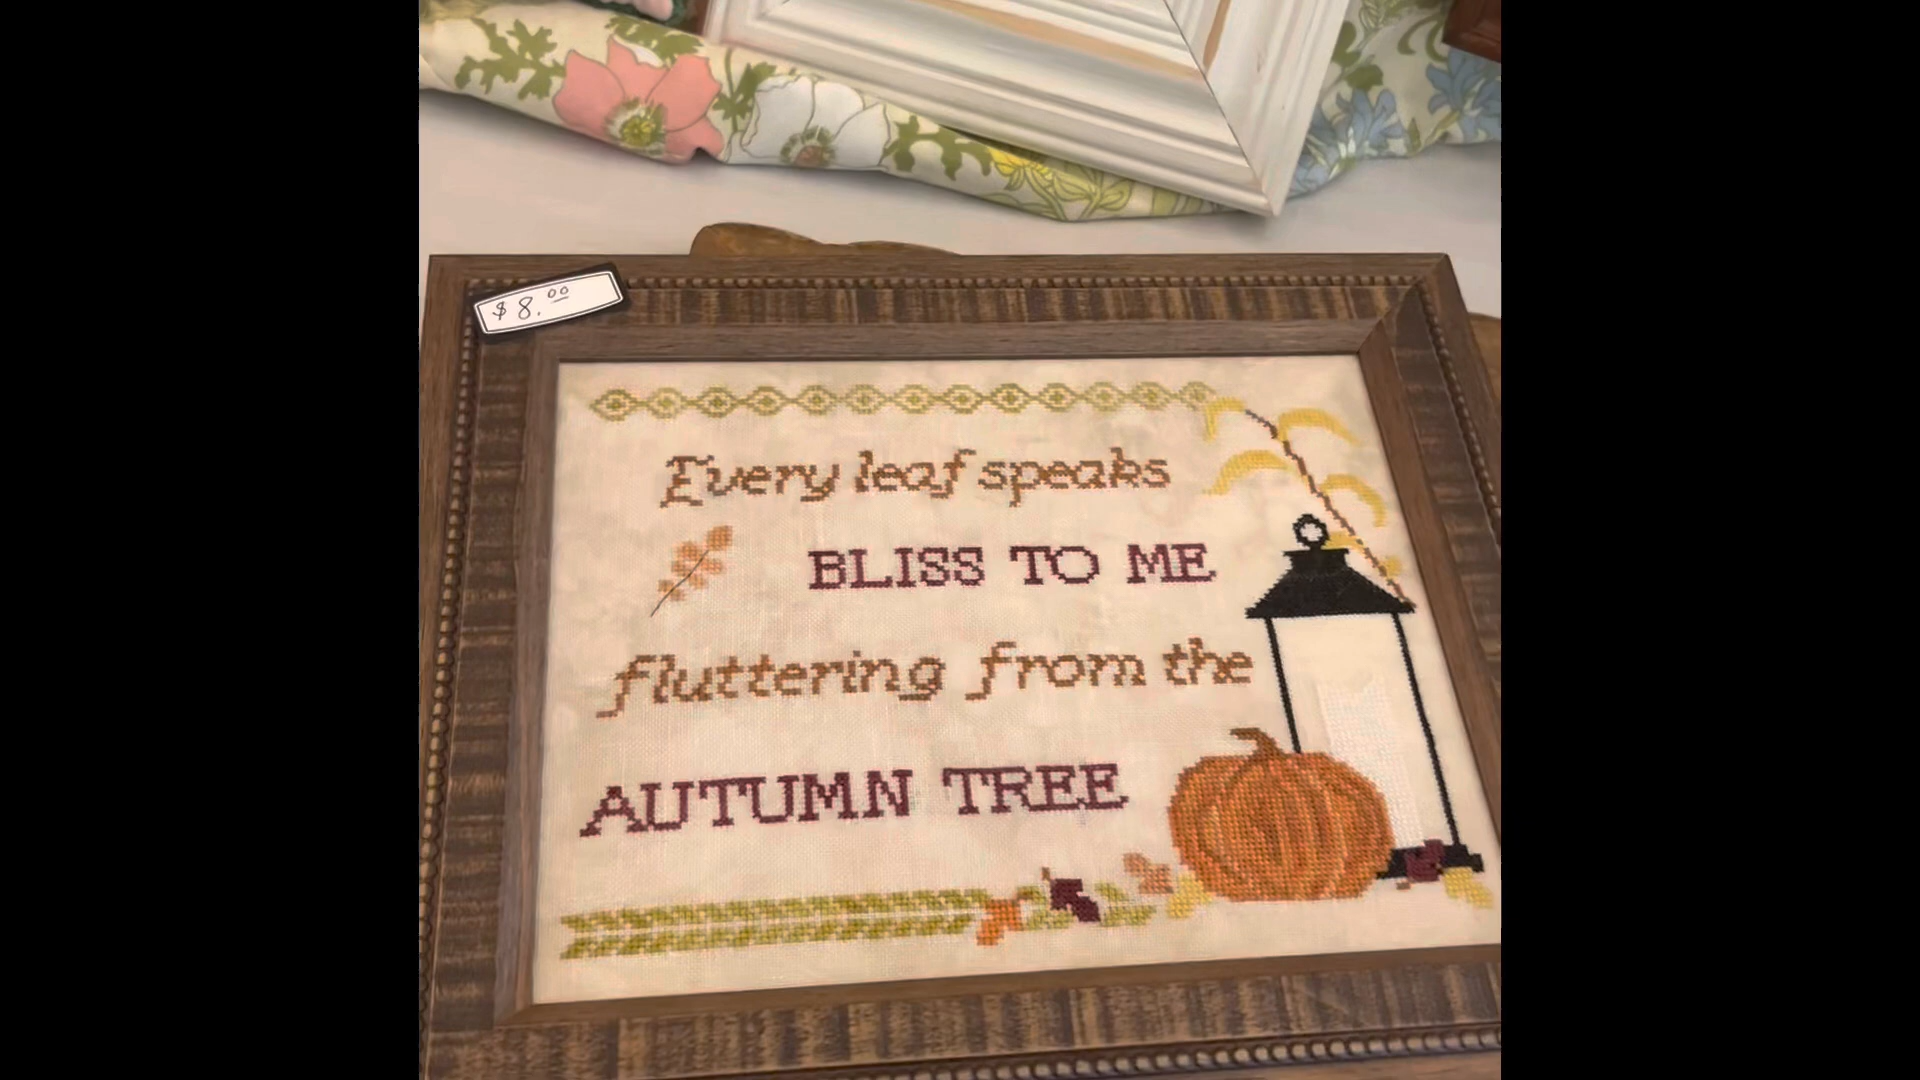 $8.00
Every leaf speaks
BLISS TO ME
fluttering from the
AUTUMN TREE